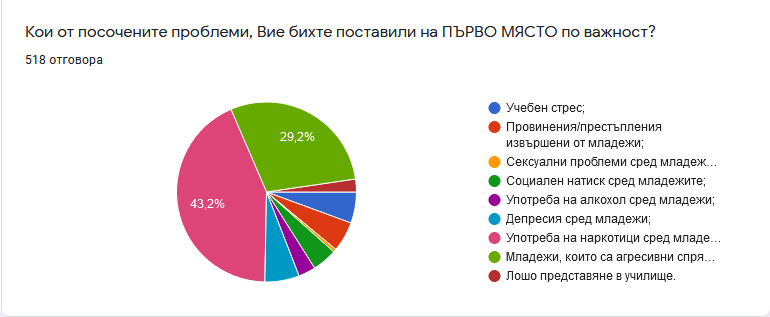 Кои от посочените проблеми, Вие бихте поставили на ПЪРВО МЯСТО по важност?
518 отговора
29,2%
43,2%
Учебен стрес;
Провинения/престъпления
извършени от младежи;
Сексуални проблеми сред младеж...
Социален натиск сред младежите;
Употреба на алкохол сред младежи;
Депресия сред младежи;
Употреба на наркотици сред младе...
Младежи, които са агресивни спря...
Лошо представяне в училище.